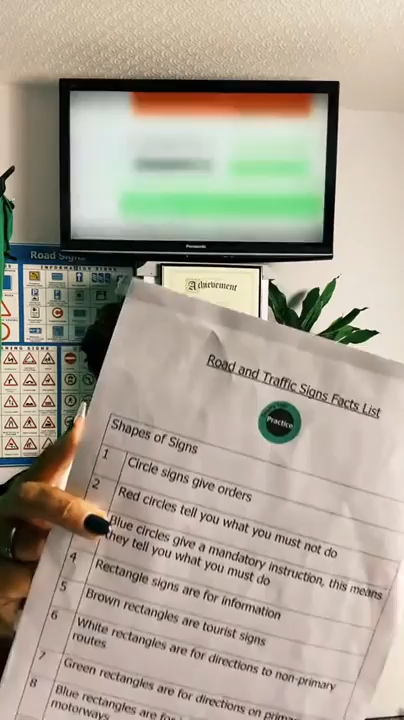 Panasonic
Road Signs
INFORMATION SIGNS
Achievement
Road and Traffic Signs Facts List
Practice
Shapes of Signs
1 Circle signs give orders
2 Red circles tell you what you must not do
Blue circles give a mandatory instruction, this means
they tell you what you must do
4 Rectangle signs are for information
5 Brown rectangles are tourist signs
6 White rectangles are for directions to non-primary
routes
7 Green rectangles are for directions on
8 Blue rectangles are
motorways